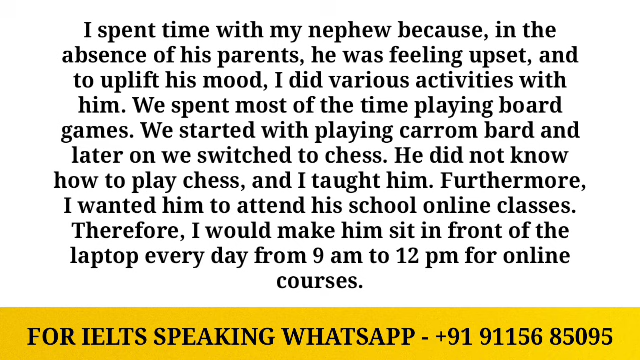 I spent time with my nephew because, in the
absence of his parents, he was feeling upset, and
to uplift his mood, I did various activities with
him. We spent most of the time playing board
games. We started with playing carrom bard and
later on we switched to chess. He did not know
how to play chess, and I taught him. Furthermore,
I wanted him to attend his school online classes.
Therefore, I would make him sit in front of the
laptop every day from 9 am to 12 pm for online
courses.
FOR IELTS SPEAKING WHATSAPP - +91 91156 85095